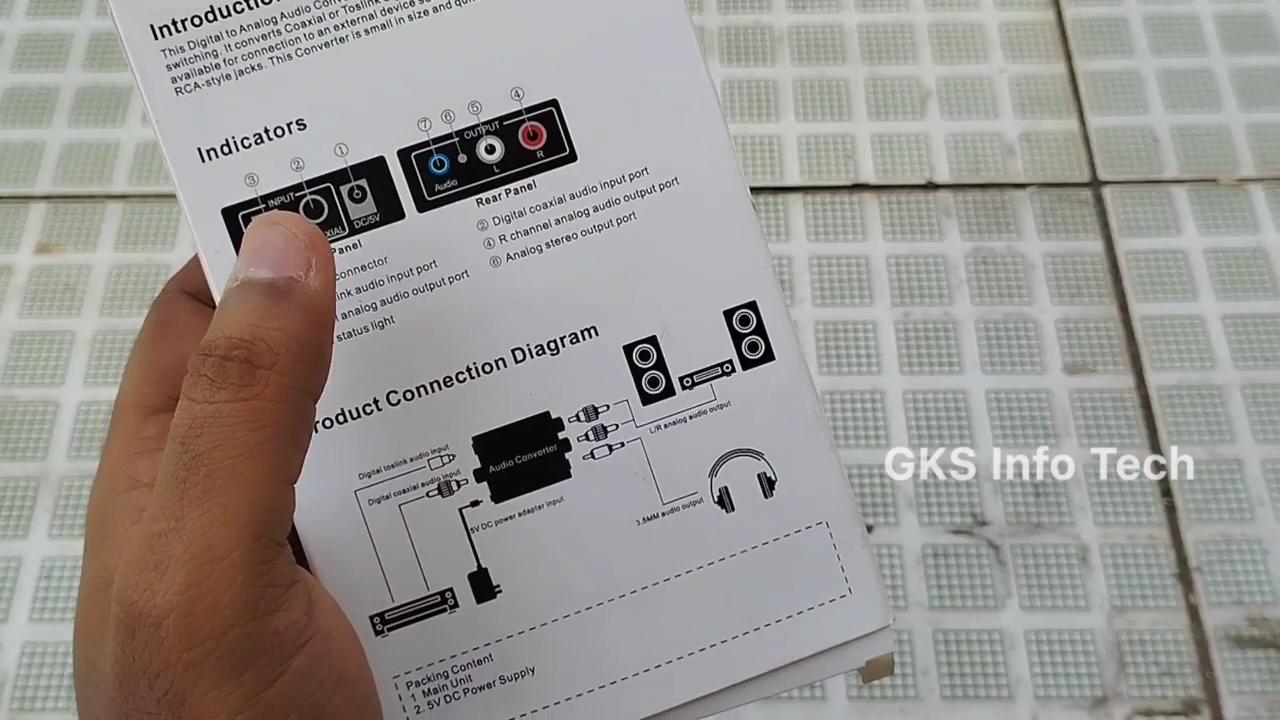 Introduction
This Digital to Analog Audio
switching. It converts Coaxial or Toslink
available for connection to an external device
RCA-style jacks. This Converter is small in size and
Indicators
③ ② ① ⑦ ⑥ ⑤ ④
INPUT
DC/5V
OUTPUT
Audio
L
R
Panel
connector
audio input port
analog audio output port
status light
Rear Panel
② Digital coaxial audio input port
④ R channel analog audio output port
⑥ Analog stereo output port
Connection Diagram
Digital toslink audio input
Digital coaxial audio input
Audio Converter
5V DC power adapter input
L/R analog audio output
3.5MM audio output
Packing Content
1. Main Unit
2. 5V DC Power Supply
GKS Info Tech